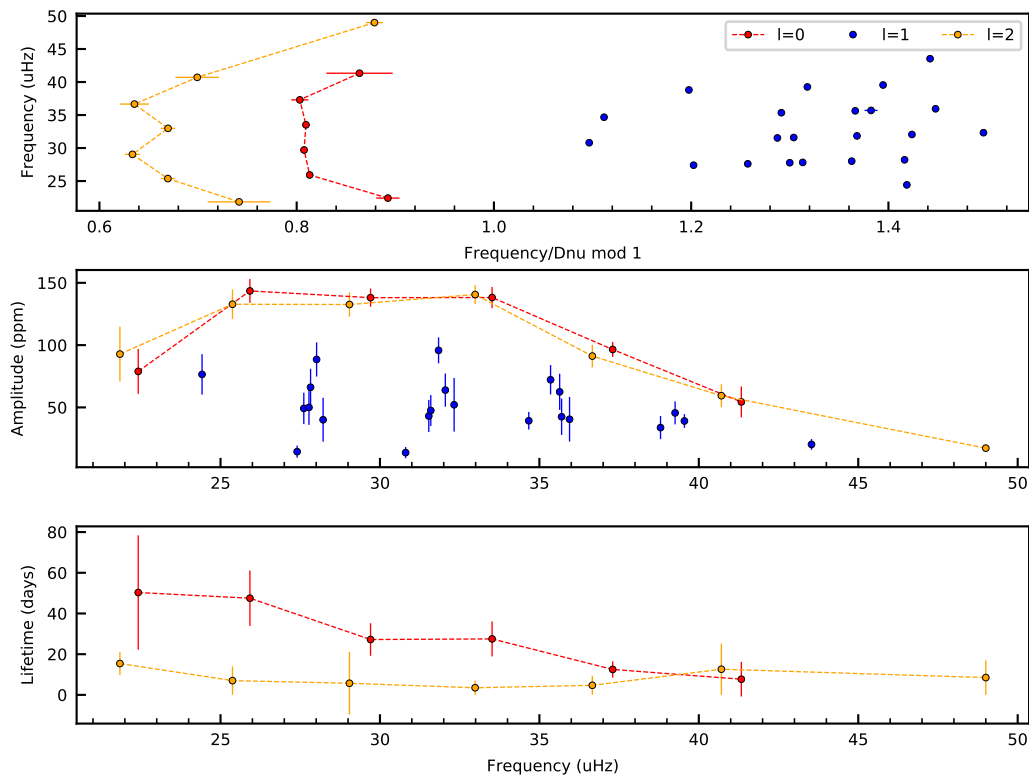 50
45
40
35
30
25
Frequency (uHz)
l=0 l=1 l=2
0.6 0.8 1.0 1.2 1.4
Frequency/Dnu mod 1
150
100
50
Amplitude (ppm)
25 30 35 40 45 50
80
60
40
20
0
Lifetime (days)
25 30 35 40 45 50
Frequency (uHz)